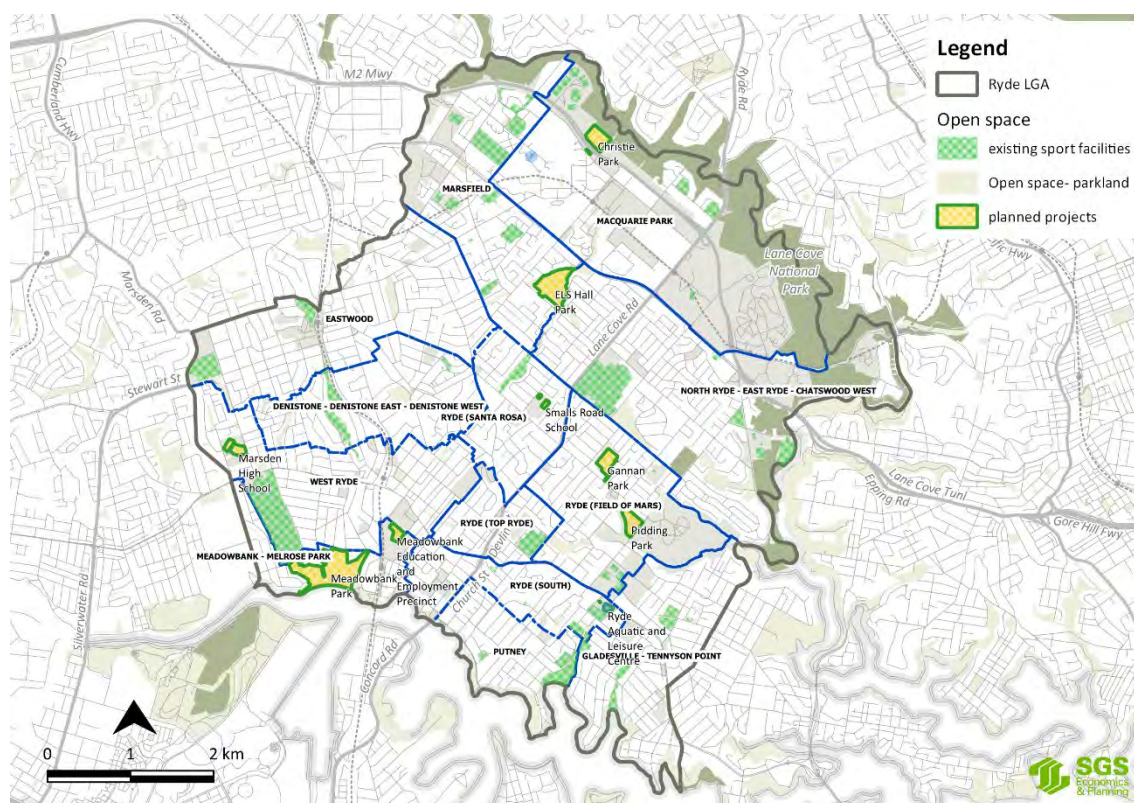 Legend
Ryde LGA
Open space
existing sport facilities
Open space- parkland
planned projects
Cumberland Hwy
M2 Mwy
Ryde Rd
Christie
Park
MARSFIELD
MACQUARIE PARK
Lane Cove
National
Park
Marsden Rd
ELS Hall
Park
Lane Cove Rd
EASTWOOD
Stewart St
NORTH RYDE - EAST RYDE - CHATSWOOD WEST
DENISTONE - DENISTONE EAST - DENISTONE WEST
RYDE (SANTA ROSA)
Smalls Road
School
Marsden
High
School
Gannan
Park
WEST RYDE
Lane Cove Tunl
Epping Rd
Gore Hill Fwy
RYDE (FIELD OF MARS)
RYDE (TOP RYDE)
Pidding
Park
Devlin
Meadowbank
Education
and
Employment
Precinct
MEADOWBANK - MELROSE PARK
Meadowbank
Park
Church St
RYDE (SOUTH)
Silverwater Rd
Concord Rd
Ryde
Aquatic and
Leisure
Centre
PUTNEY
GLADESVILLE - TENNYSON POINT
0 1 2 km
SGS
Economics
& Planning